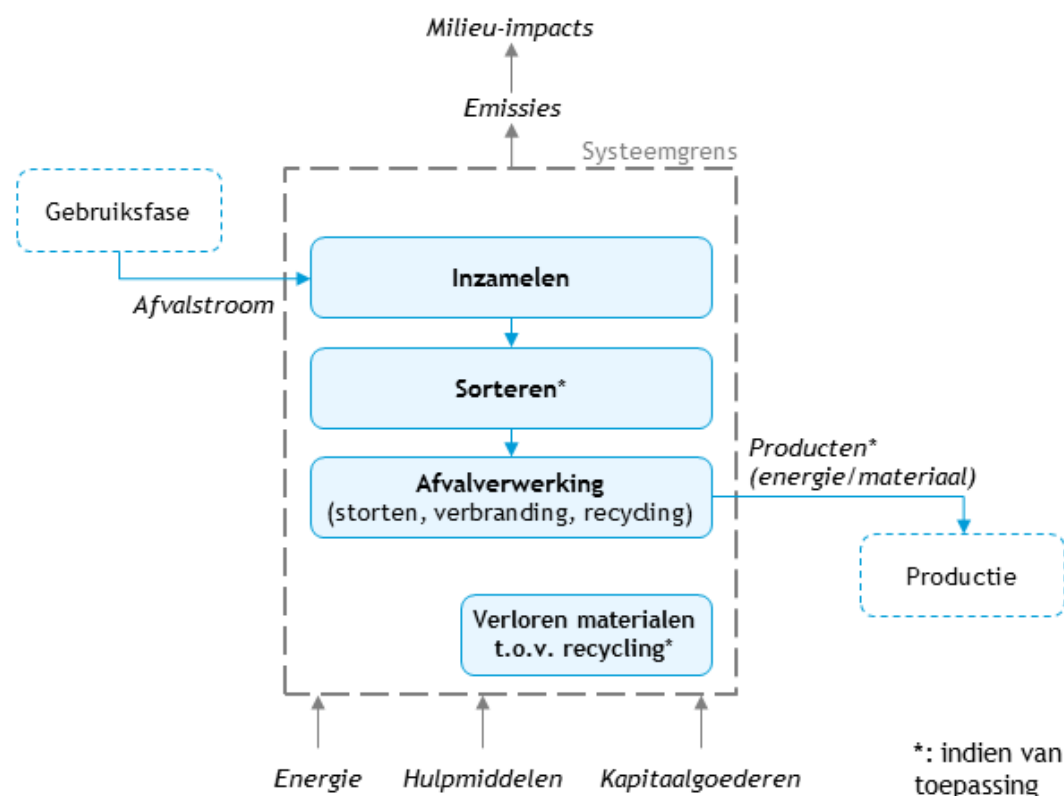 Milieu-impacts
Emissies
Systeemgrens
Gebruiksfase
Afvalstroom
Inzamelen
Sorteren*
Afvalverwerking
(storten, verbranding, recycling)
Producten*
(energie/materiaal)
Productie
Verloren materialen
t.o.v. recycling*
Energie
Hulpmiddelen
Kapitaalgoederen
*: indien van
toepassing